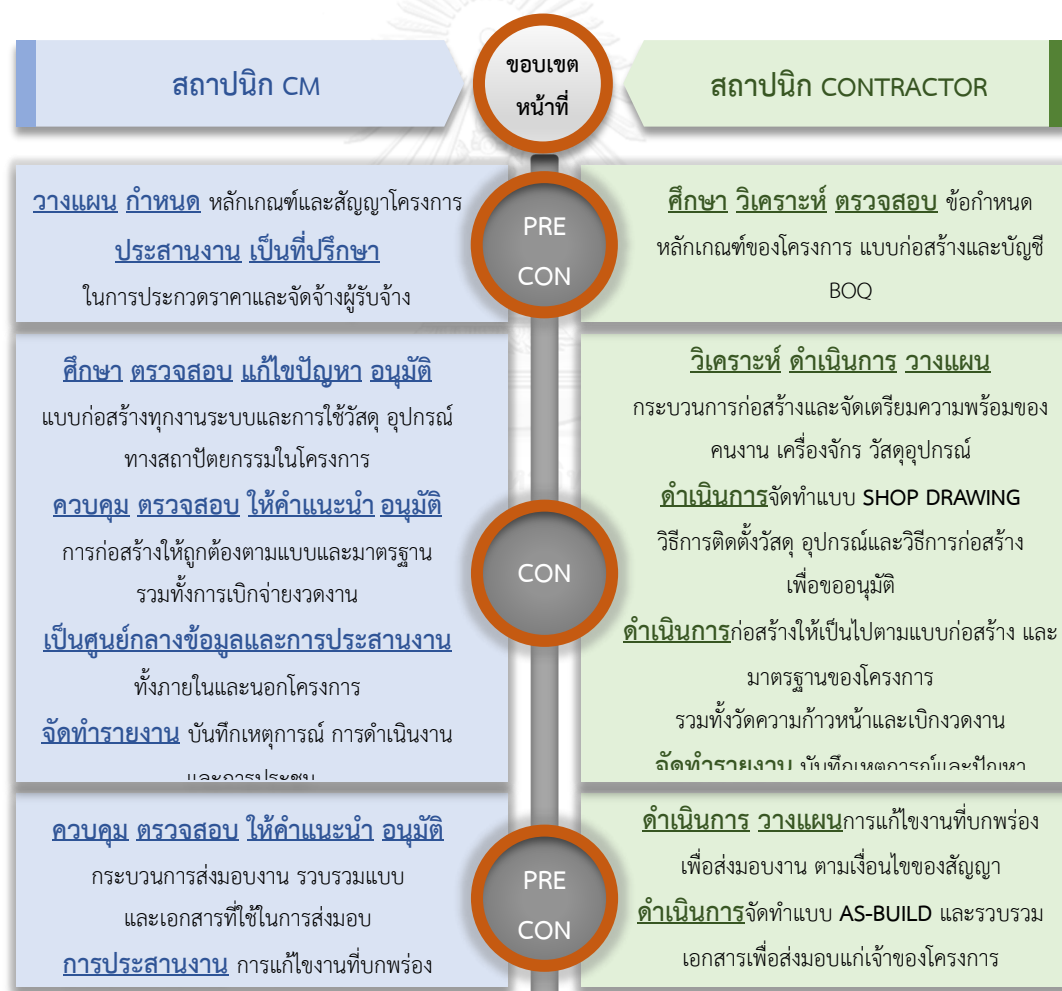 สถาปนิก CM
ขอบเขต
หน้าที่
สถาปนิก CONTRACTOR
วางแผน กำหนด หลักเกณฑ์และสัญญาโครงการ
ประสานงาน เป็นที่ปรึกษา
ในการประกวดราคาและจัดจ้างผู้รับจ้าง
PRE
CON
ศึกษา วิเคราะห์ ตรวจสอบ ข้อกำหนด
หลักเกณฑ์ของโครงการ แบบก่อสร้างและบัญชี
BOQ
ศึกษา ตรวจสอบ แก้ไขปัญหา อนุมัติ
แบบก่อสร้างทุกงานระบบและการใช้วัสดุ อุปกรณ์
ทางสถาปัตยกรรมในโครงการ
ควบคุม ตรวจสอบ ให้คำแนะนำ อนุมัติ
การก่อสร้างให้ถูกต้องตามแบบและมาตรฐาน
รวมทั้งการเบิกจ่ายงวดงาน
เป็นศูนย์กลางข้อมูลและการประสานงาน
ทั้งภายในและนอกโครงการ
จัดทำรายงาน บันทึกเหตุการณ์ การดำเนินงาน
และการประชุม
CON
วิเคราะห์ ดำเนินการ วางแผน
กระบวนการก่อสร้างและจัดเตรียมความพร้อมของ
คนงาน เครื่องจักร วัสดุอุปกรณ์
ดำเนินการจัดทำแบบ SHOP DRAWING
วิธีการติดตั้งวัสดุ อุปกรณ์และวิธีการก่อสร้าง
เพื่อขออนุมัติ
ดำเนินการก่อสร้างให้เป็นไปตามแบบก่อสร้าง และ
มาตรฐานของโครงการ
รวมทั้งวัดความก้าวหน้าและเบิกงวดงาน
จัดทำรายงาน บันทึกเหตุการณ์และปัญหา
ควบคุม ตรวจสอบ ให้คำแนะนำ อนุมัติ
กระบวนการส่งมอบงาน รวบรวมแบบ
และเอกสารที่ใช้ในการส่งมอบ
การประสานงาน การแก้ไขงานที่บกพร่อง
PRE
CON
ดำเนินการ วางแผนการแก้ไขงานที่บกพร่อง
เพื่อส่งมอบงาน ตามเงื่อนไขของสัญญา
ดำเนินการจัดทำแบบ AS-BUILD และรวบรวม
เอกสารเพื่อส่งมอบแก่เจ้าของโครงการ